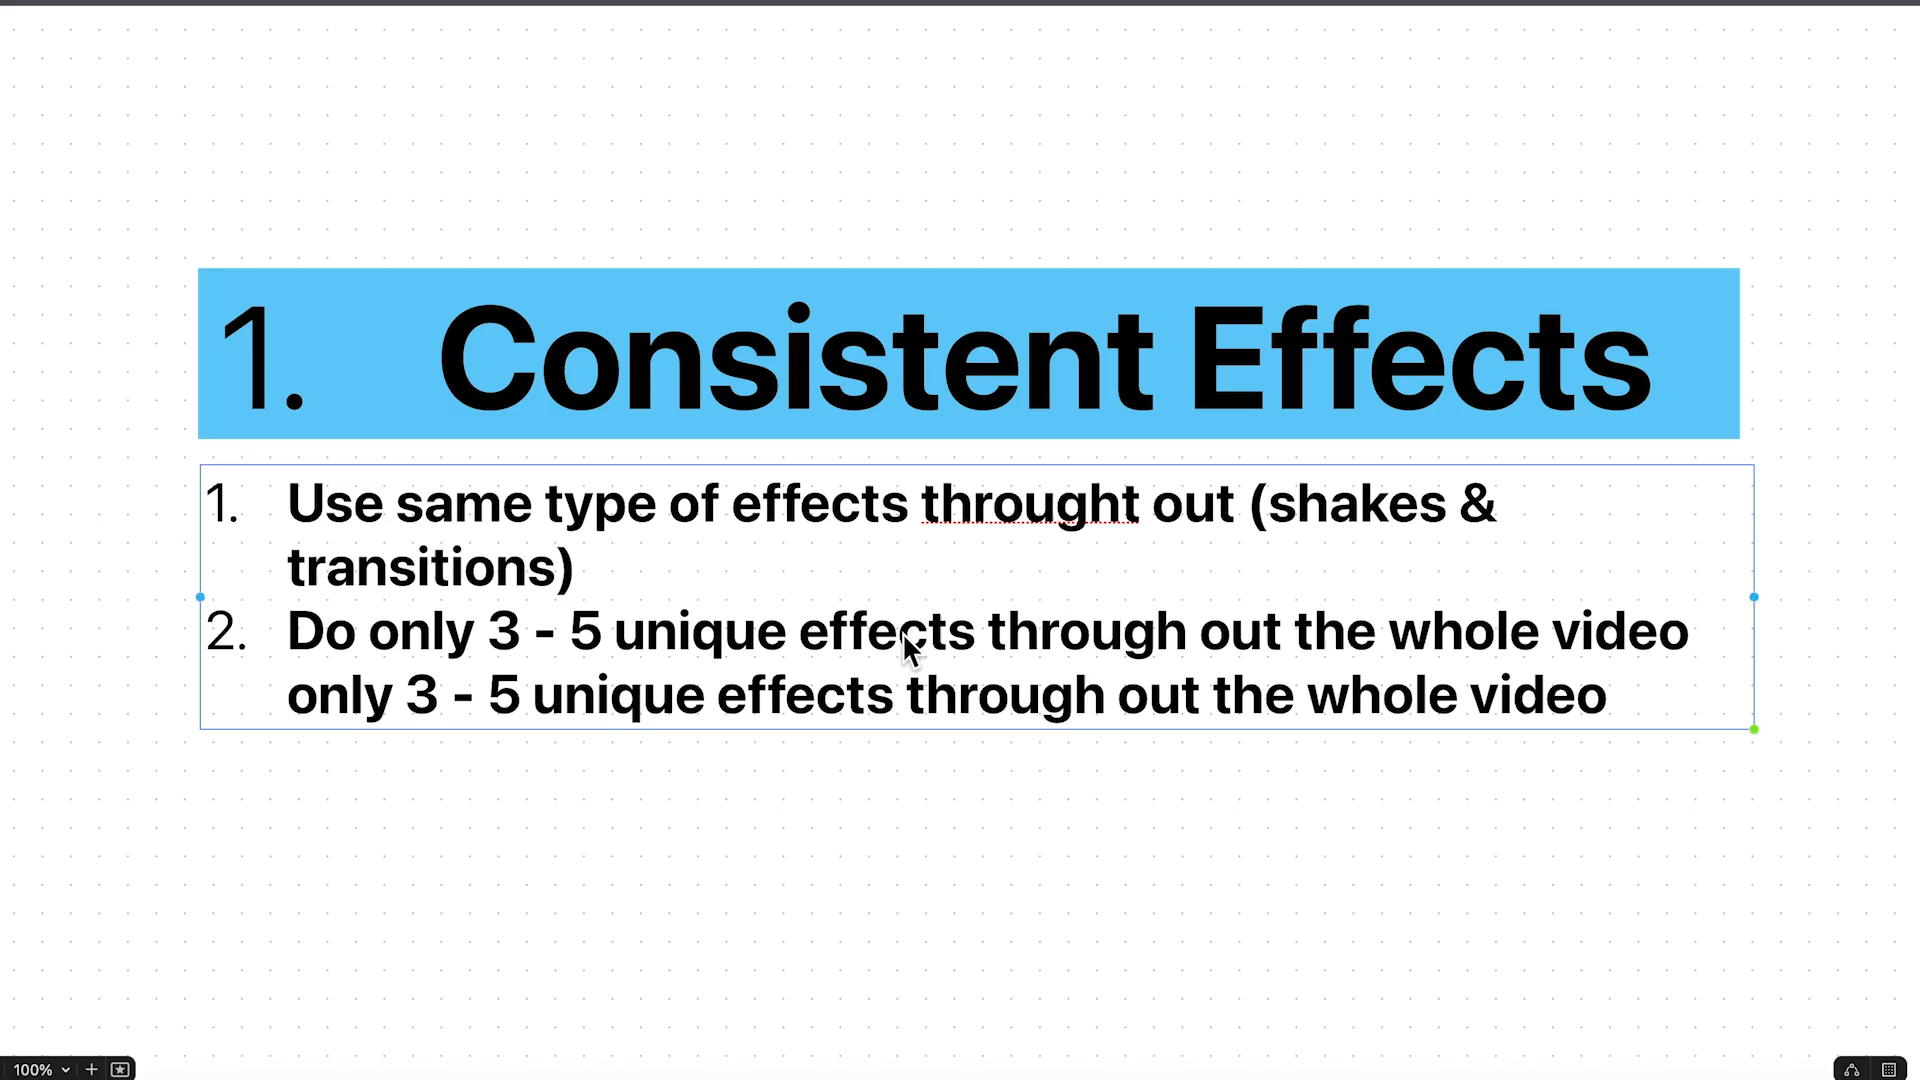 1. Consistent Effects
1. Use same type of effects throught out (shakes &
transitions)
2. Do only 3 - 5 unique effects through out the whole video
only 3 - 5 unique effects through out the whole video
100%